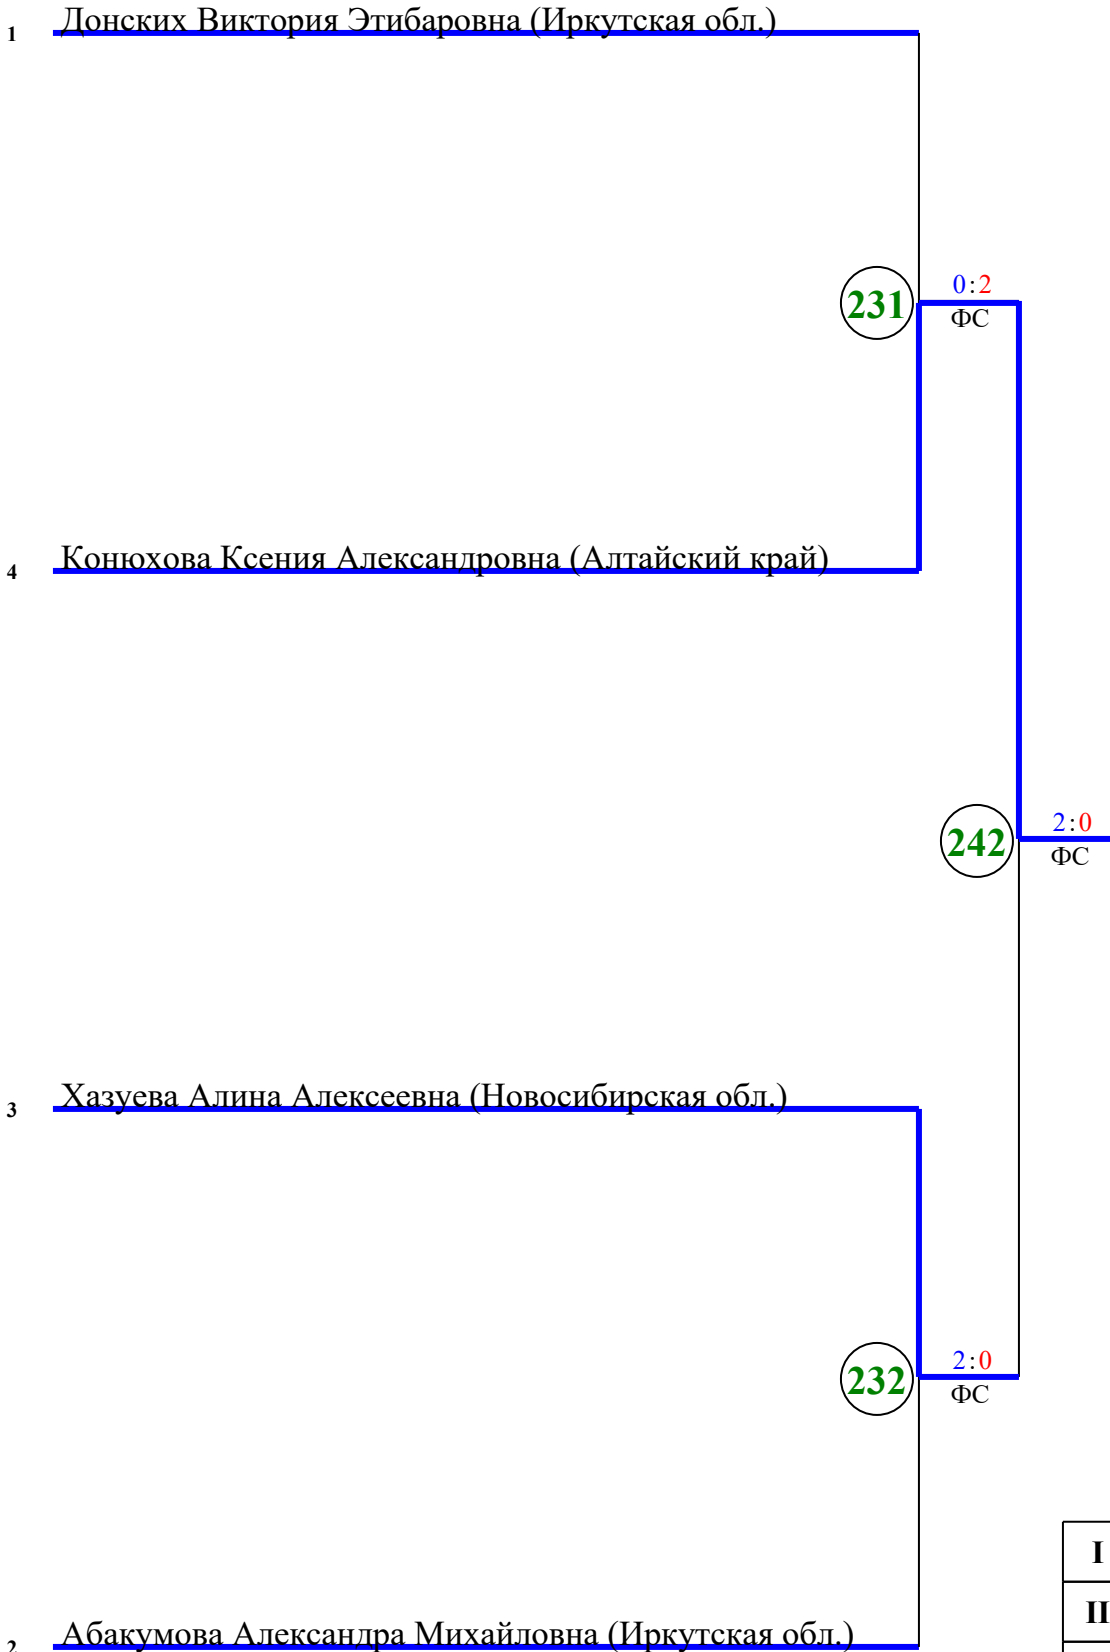 1 Донских Виктория Этибаровна (Иркутская обл.)
231 0:2
ФС
4 Конюхова Ксения Александровна (Алтайский край)
242 2:0
ФС
3 Хазуева Алина Алексеевна (Новосибирская обл.)
232 2:0
ФС
I
II
2 Абакумова Александра Михайловна (Иркутская обл.)